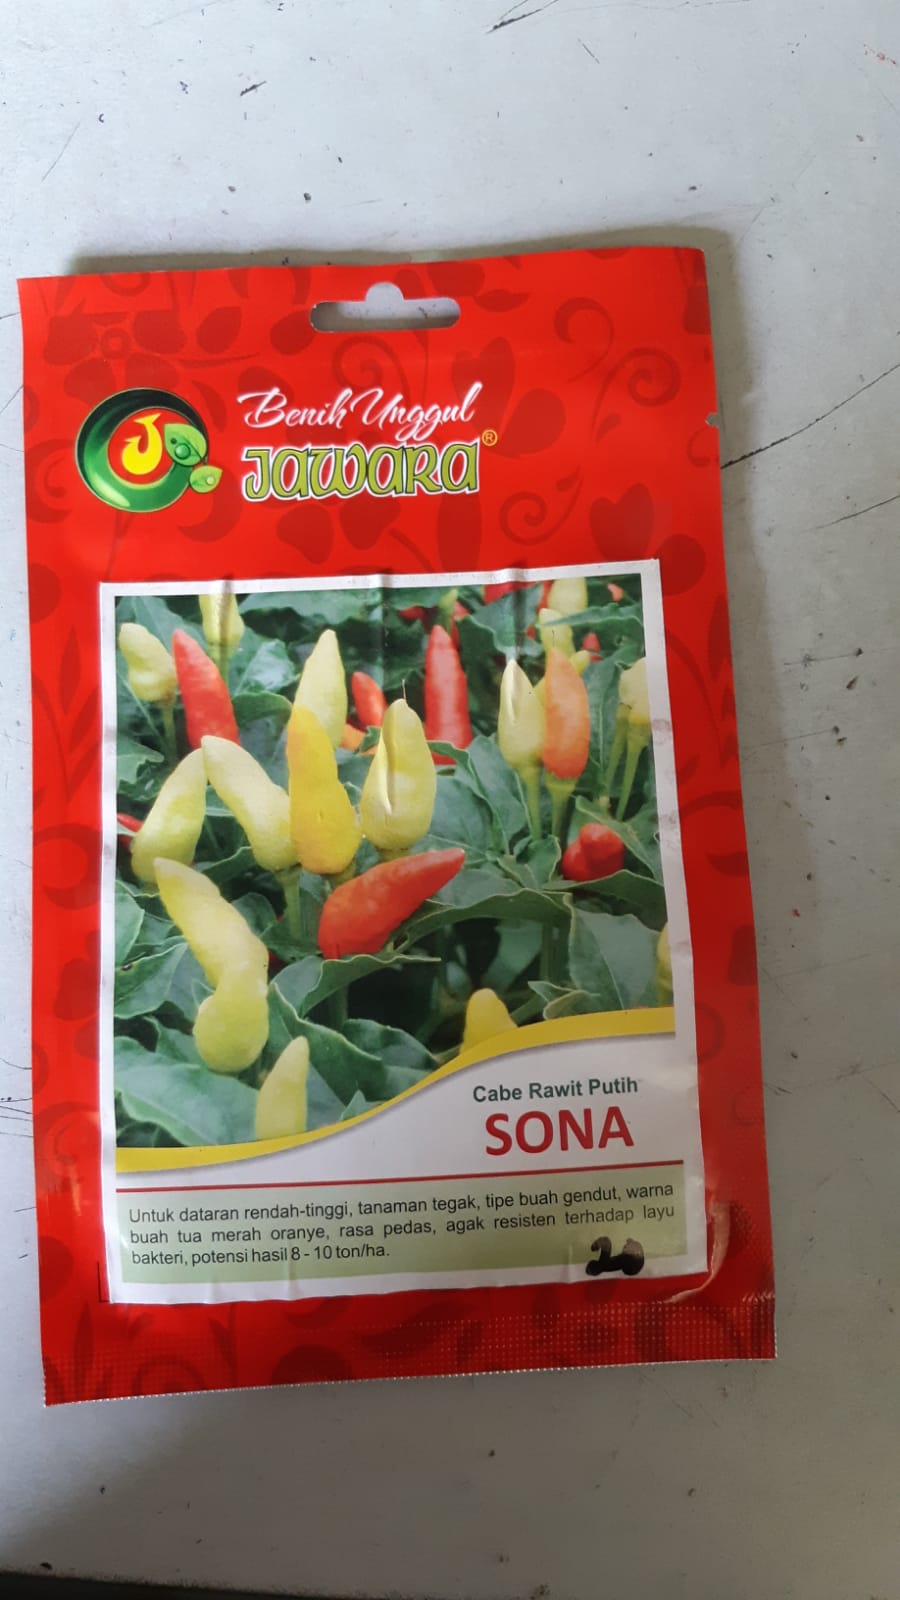 Benih Unggul
JAWARA®
Cabe Rawit Putih
SONA
Untuk dataran rendah-tinggi, tanaman tegak, tipe buah gendut, warna
buah tua merah oranye, rasa pedas, agak resisten terhadap layu
bakteri, potensi hasil 8 - 10 ton/ha.
20